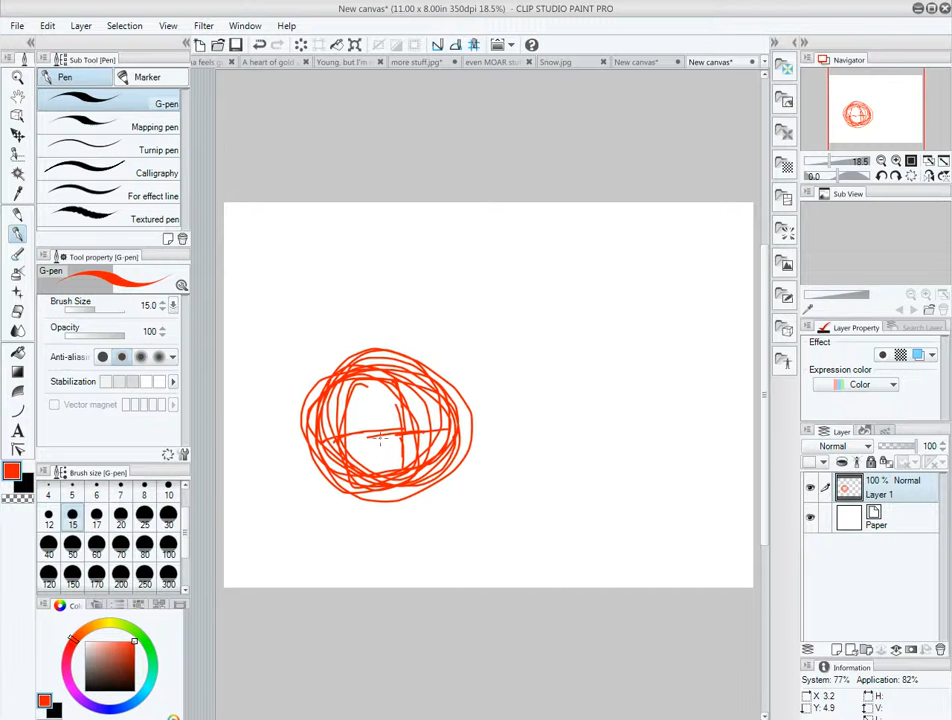 New canvas* (11.00 x 8.00in 350dpi 18.5%) - CLIP STUDIO PAINT PRO
File Edit Layer Selection View Filter Window Help
Sub Tool [Pen]
a feels g
A heart of gold
Young. but I'm
more stuff.jpg*
even MOAR stu
Snow.jpg
New canvas*
New canvas*
Navigator
Pen
Marker
G-pen
Mapping pen
Turnip pen
Calligraphy
For effect line
Textured pen
18.5
0.0
Sub View
Tool property [G-pen]
G-pen
Brush Size 15.0
Opacity 100
Anti-aliasin
Stabilization
Vector magnet
Layer Property
Search Layer
Effect
Expression color
Color
Normal 100
100 % Normal
Layer 1
Paper
Brush size [G-pen]
4 5 6 7 8 10
12 15 17 20 25 30
40 50 60 70 80 100
120 150 170 200 250 300
Information
System: 77% Application: 82%
X: 3.2 H:
Y: 4.9 V: